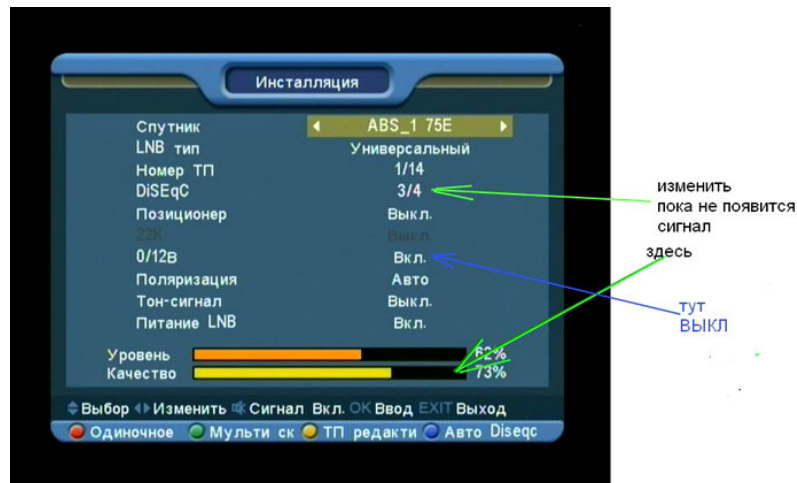 Инсталляция
Спутник ABS_1 75E
LNB тип Универсальный
Номер ТП 1/14
DiSEqC 3/4
Позиционер Выкл.
22K Выкл.
0/12В Вкл.
Поляризация Авто
Тон-сигнал Выкл.
Питание LNB Вкл.
Уровень 62%
Качество 73%
Выбор Изменить Сигнал Вкл. OK Ввод EXIT Выход
Одиночное Мульти ск ТП редакти Авто Diseqc
изменить
пока не появится
сигнал
здесь
тут
ВЫКЛ